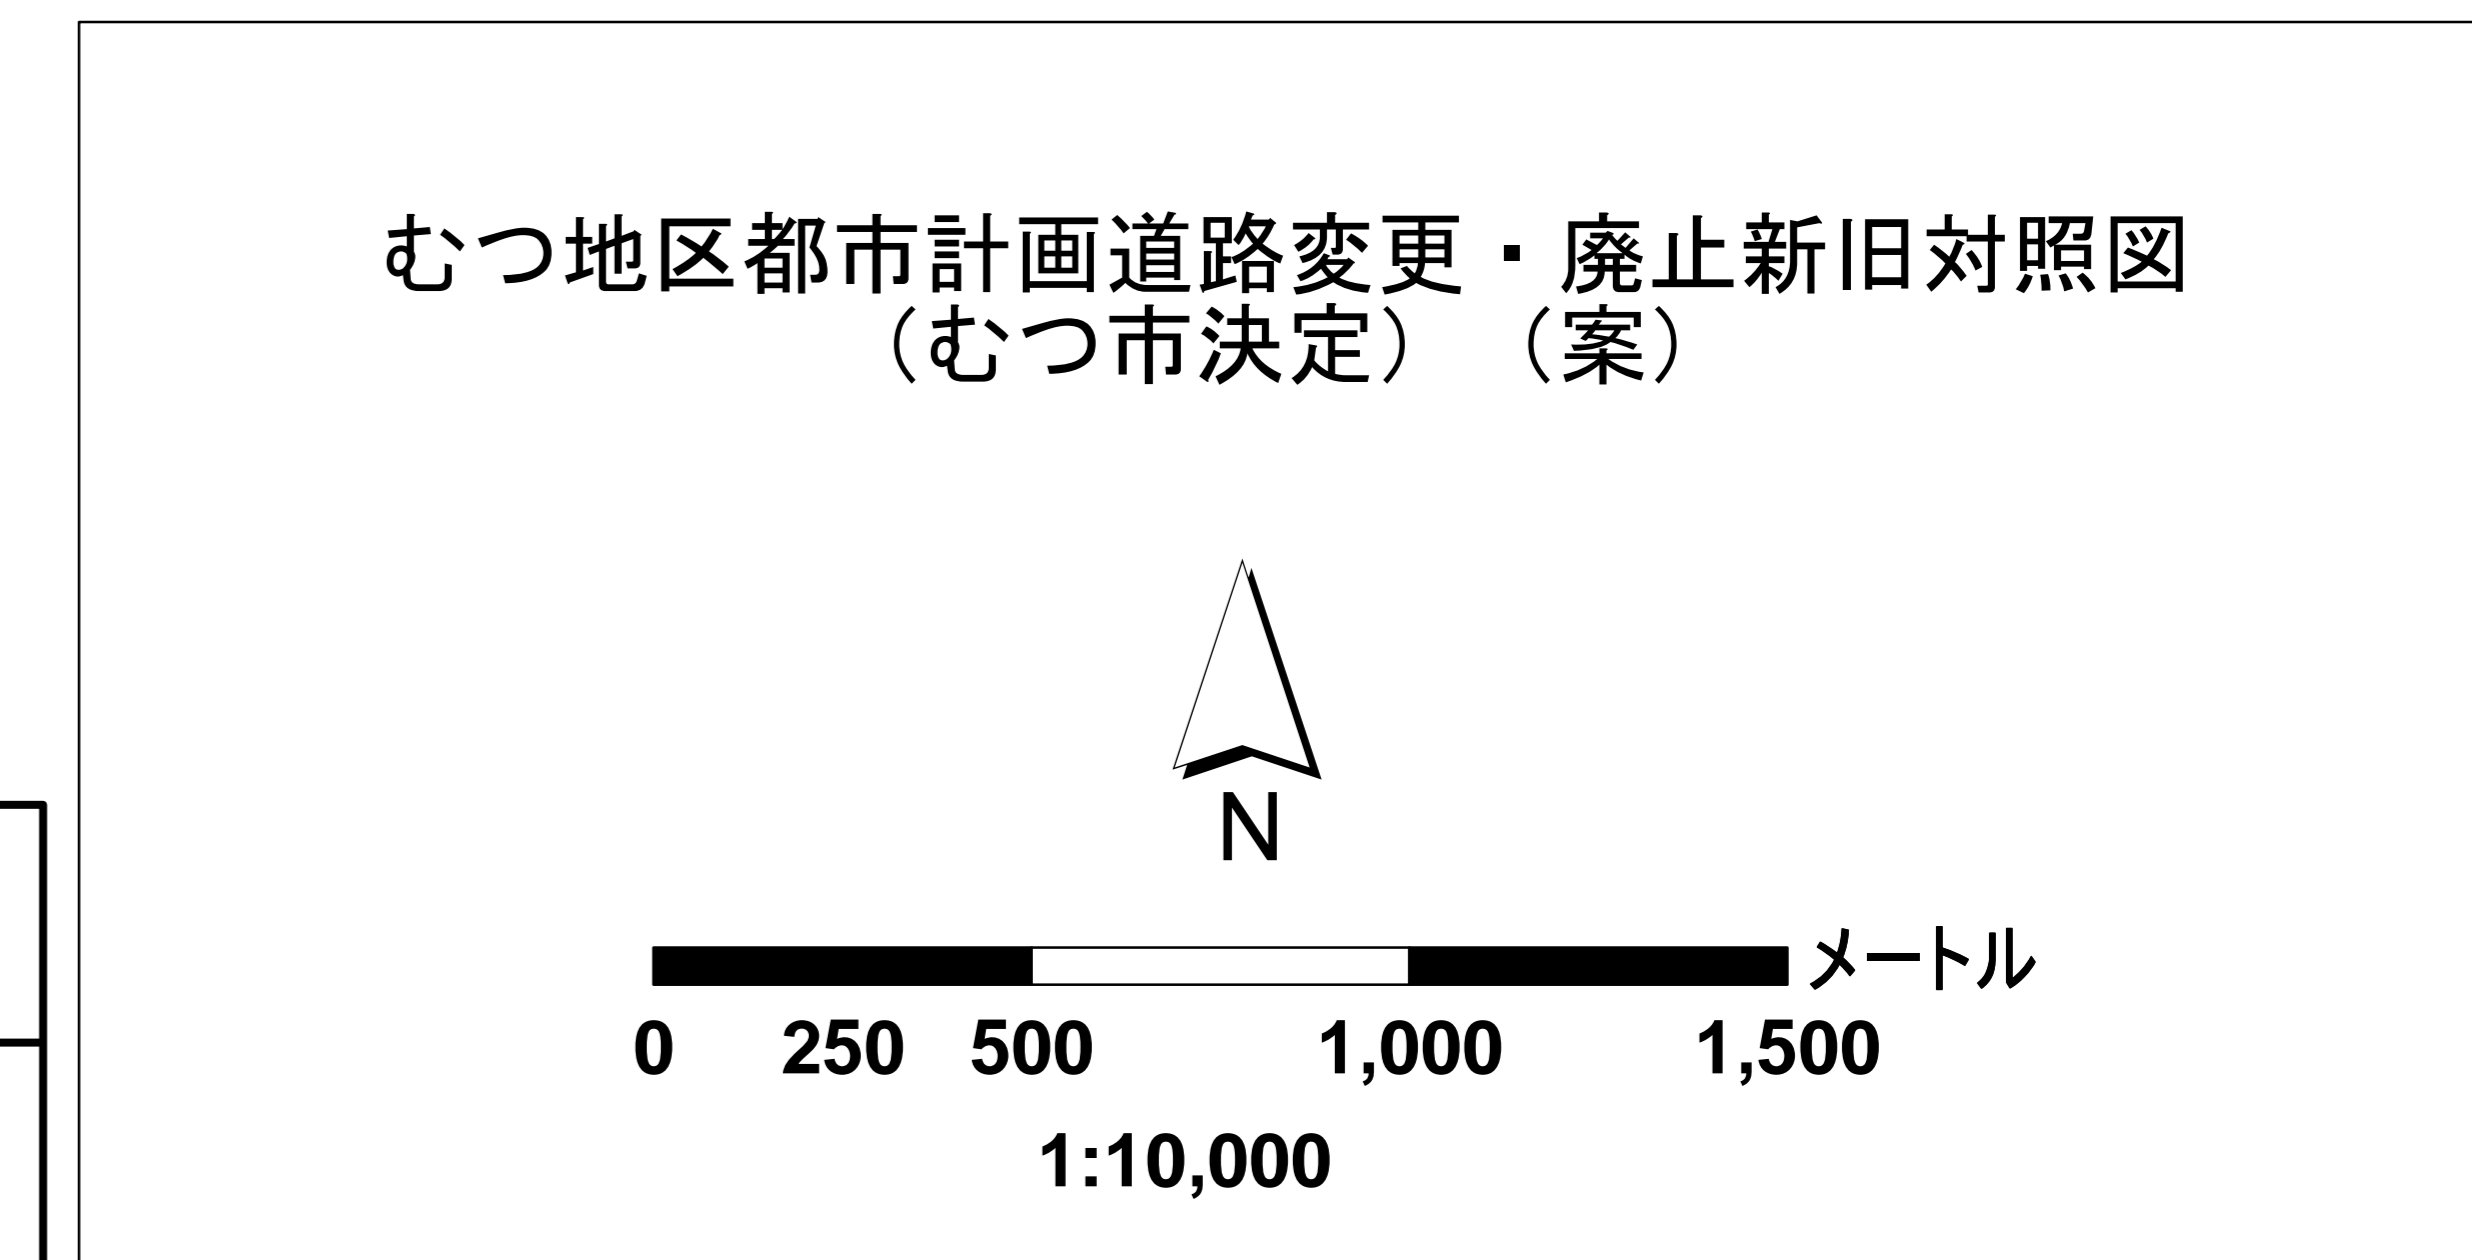 むつ地区都市計画道路変更・廃止新旧対照図
（むつ市決定）（案）
N
メートル
0 250 500 1,000 1,500
1:10,000